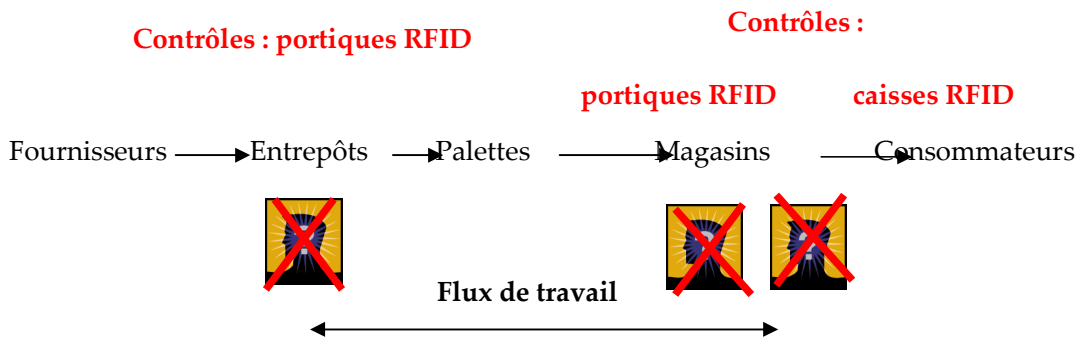 Contrôles : portiques RFID
Contrôles :
portiques RFID caisses RFID
Fournisseurs Entrepôts Palettes Magasins Consommateurs
Flux de travail